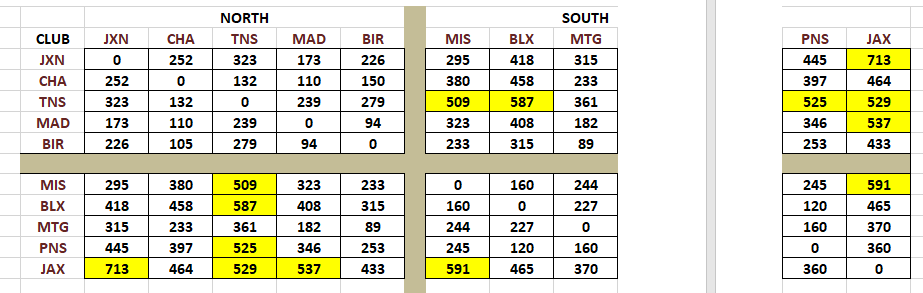 NORTH SOUTH
CLUB JXN CHA TNS MAD BIR MIS BLX MTG PNS JAX
JXN 0 252 323 173 226 295 418 315 445 713
CHA 252 0 132 110 150 380 458 233 397 464
TNS 323 132 0 239 279 509 587 361 525 529
MAD 173 110 239 0 94 323 408 182 346 537
BIR 226 105 279 94 0 233 315 89 253 433
MIS 295 380 509 323 233 0 160 244 245 591
BLX 418 458 587 408 315 160 0 227 120 465
MTG 315 233 361 182 89 244 227 0 160 370
PNS 445 397 525 346 253 245 120 160 0 360
JAX 713 464 529 537 433 591 465 370 360 0